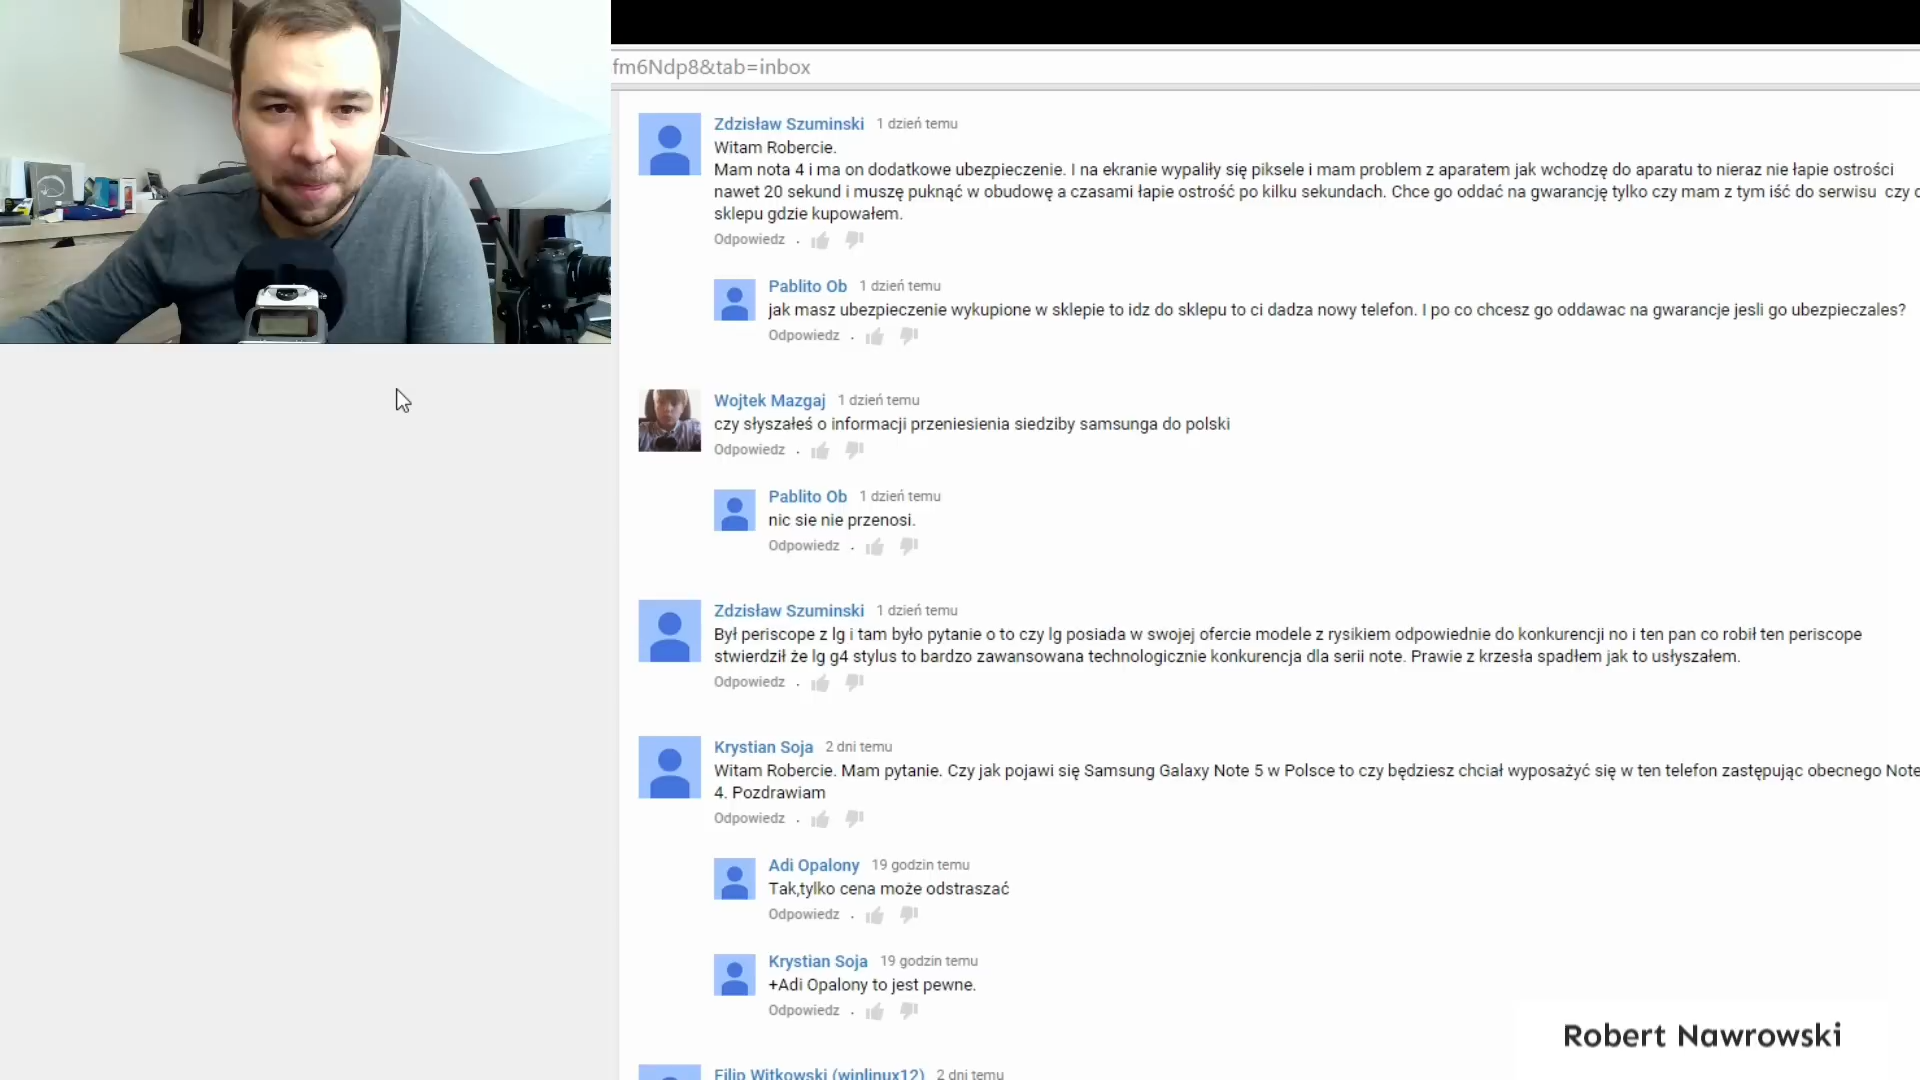 fm6Ndp8&tab=inbox
Zdzisław Szuminski 1 dzień temu
Witam Robercie.
Mam nota 4 i ma on dodatkowe ubezpieczenie. I na ekranie wypaliły się piksele i mam problem z aparatem jak wchodzę do aparatu to nieraz nie łapie ostrości
nawet 20 sekund i muszę puknąć w obudowę a czasami łapie ostrość po kilku sekundach. Chce go oddać na gwarancję tylko czy mam z tym iść do serwisu czy
sklepu gdzie kupowałem.
Odpowiedz .
Pablito Ob 1 dzień temu
jak masz ubezpieczenie wykupione w sklepie to idz do sklepu to ci dadza nowy telefon. I po co chcesz go oddawac na gwarancje jesli go ubezpieczales?
Odpowiedz .
Wojtek Mazgaj 1 dzień temu
czy słyszałeś o informacji przeniesienia siedziby samsunga do polski
Odpowiedz .
Pablito Ob 1 dzień temu
nic sie nie przenosi.
Odpowiedz .
Zdzisław Szuminski 1 dzień temu
Był periscope z lg i tam było pytanie o to czy lg posiada w swojej ofercie modele z rysikiem odpowiednie do konkurencji no i ten pan co robił ten periscope
stwierdził że lg g4 stylus to bardzo zawansowana technologicznie konkurencja dla serii note. Prawie z krzesła spadłem jak to usłyszałem.
Odpowiedz .
Krystian Soja 2 dni temu
Witam Robercie. Mam pytanie. Czy jak pojawi się Samsung Galaxy Note 5 w Polsce to czy będziesz chciał wyposażyć się w ten telefon zastępując obecnego Note
4. Pozdrawiam
Odpowiedz .
Adi Opalony 19 godzin temu
Tak,tylko cena może odstraszać
Odpowiedz .
Krystian Soja 19 godzin temu
+Adi Opalony to jest pewne.
Odpowiedz .
Robert Nawrowski
Filip Witkowski (winlinux12) 2 dni temu